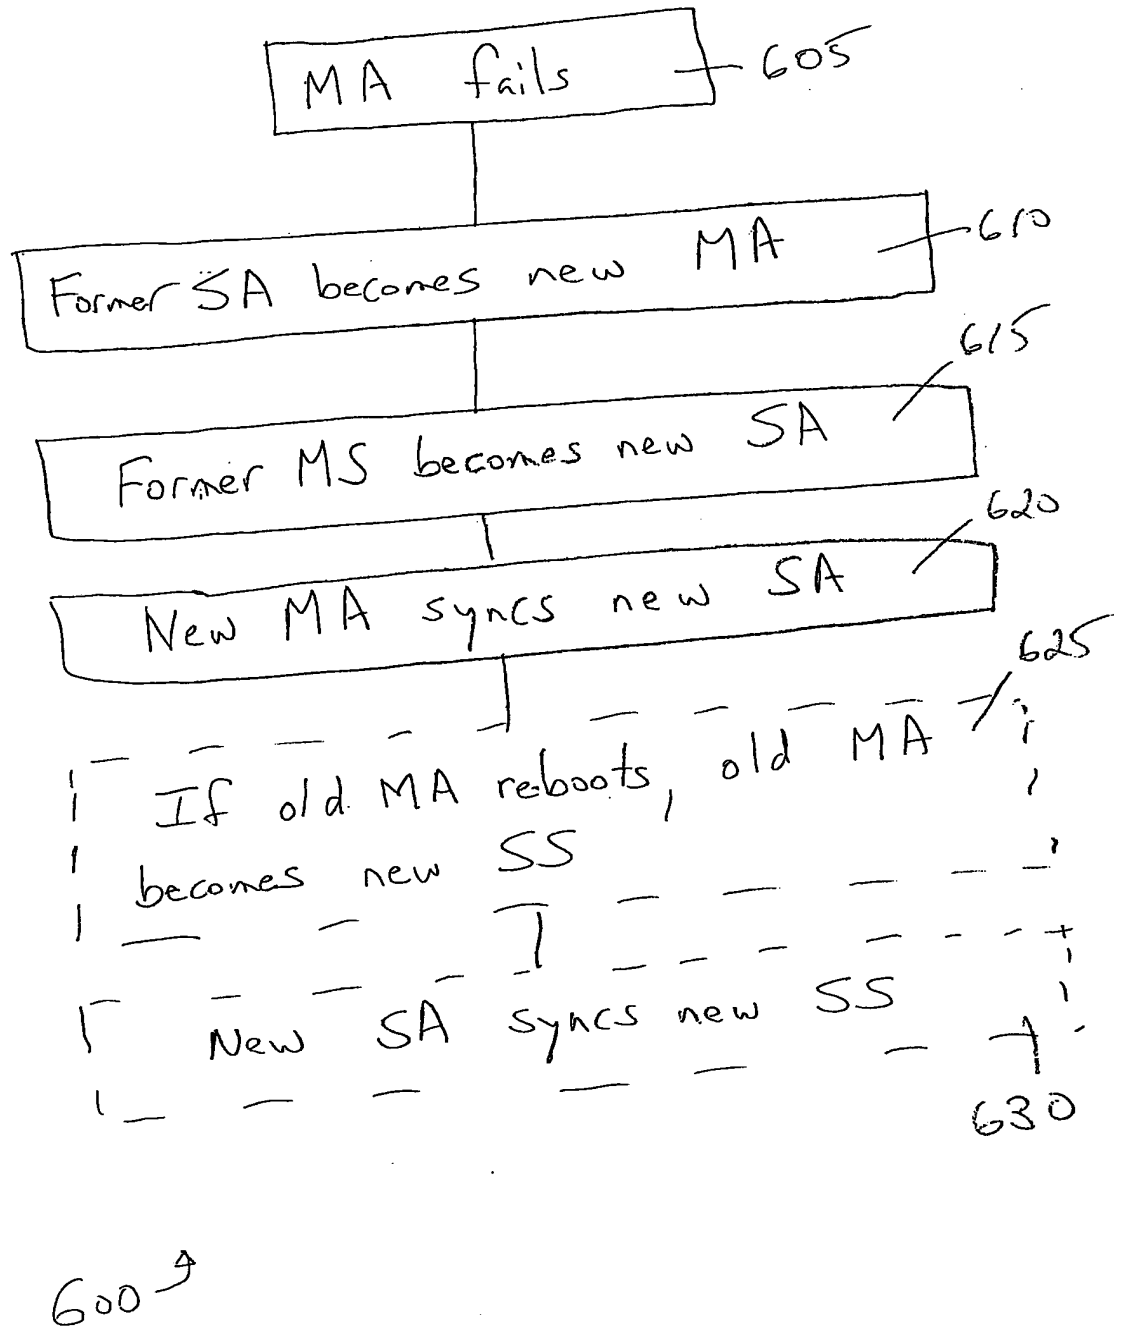 MA fails 605
Former SA becomes new MA 610
615
Former MS becomes new SA
620
New MA syncs new SA
625
If old MA reboots, old MA
becomes new SS
New SA syncs new SS
630
600